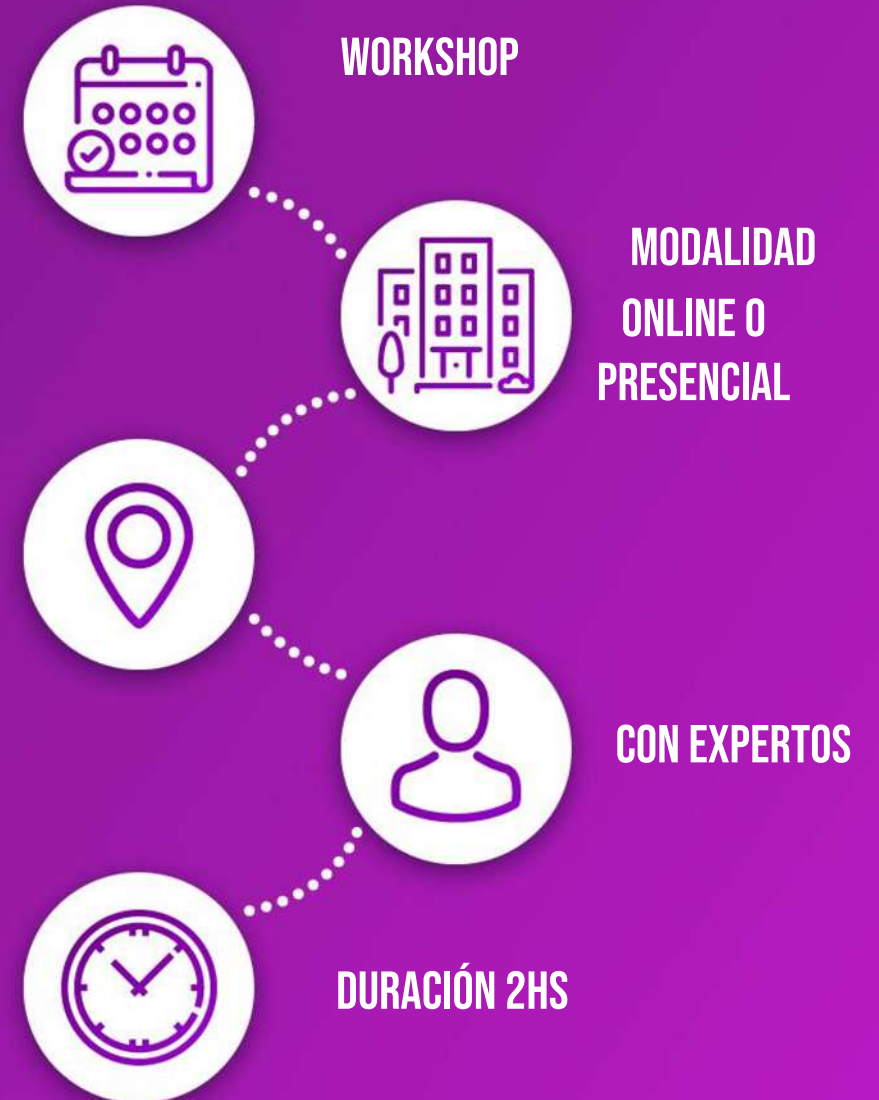 WORKSHOP
MODALIDAD
ONLINE O
PRESENCIAL
CON EXPERTOS
DURACIÓN 2HS